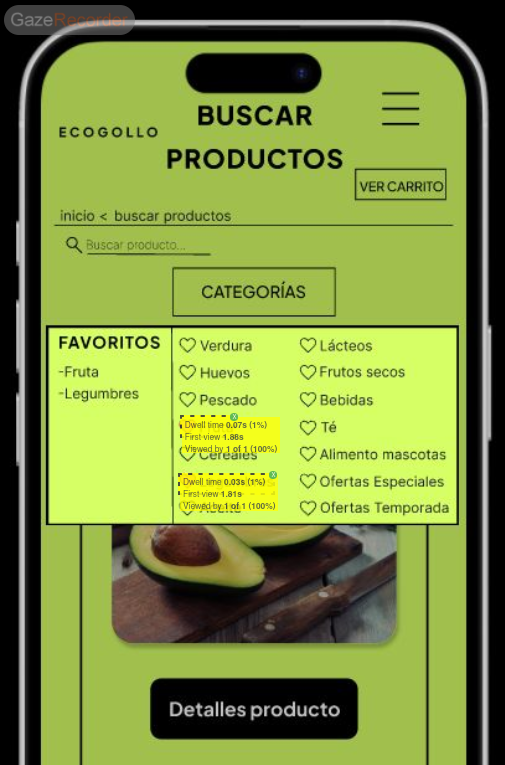 GazeRecorder
BUSCAR
PRODUCTOS
ECOGOLLO
VER CARRITO
inicio < buscar productos
Buscar producto...
CATEGORÍAS
FAVORITOS
-Fruta
-Legumbres
Verdura
Huevos
Pescado
Dwell time 0.07s (1%)
First view 1.86s
Viewed by 1 of 1 (100%)
Cereales
Dwell time 0.03s (1%)
First view 1.81s
Viewed by 1 of 1 (100%)
Aceite
Lácteos
Frutos secos
Bebidas
Té
Alimento mascotas
Ofertas Especiales
Ofertas Temporada
Detalles producto